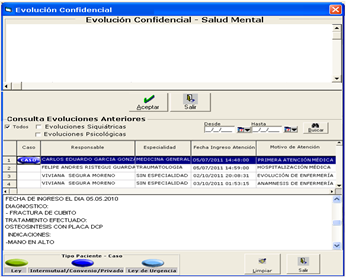 Evolución Confidencial
Evolución Confidencial - Salud Mental
Aceptar Salir
Consulta Evoluciones Anteriores
Todos Evoluciones Siquiátricas
Evoluciones Psicológicas
Desde Hasta
__/__/__ __/__/__ Buscar
Caso Responsable Especialidad Fecha Ingreso Atención Motivo de Atención
1 CASO CARLOS EDUARDO GARCIA GONZA MEDICINA GENERAL 05/07/2011 14:48:00 PRIMERA ATENCIÓN MÉDICA
2 FELIPE ANDRES RISTEGUI GUARDA TRAUMATOLOGIA 05/07/2011 14:59:00 HOSPITALIZACIÓN MÉDICA
3 VIVIANA SEGURA MORENO SIN ESPECIALIDAD 02/10/2010 20:08:31 EVOLUCIÓN DE ENFERMERÍA
4 VIVIANA SEGURA MORENO SIN ESPECIALIDAD 03/10/2010 01:53:15 ANAMNESIS DE ENFERMERÍA
FECHA DE INGRESO EL DIA 05.05.2010
DIAGNOSTICO:
- FRACTURA DE CUBITO
TRATAMIENTO EFECTUADO:
OSTEOSINTESIS CON PLACA DCP
INDICACIONES:
-MANO EN ALTO
Tipo Paciente - Caso
Ley Intermutual/Convenio/Privado Ley de Urgencia
Limpiar Salir